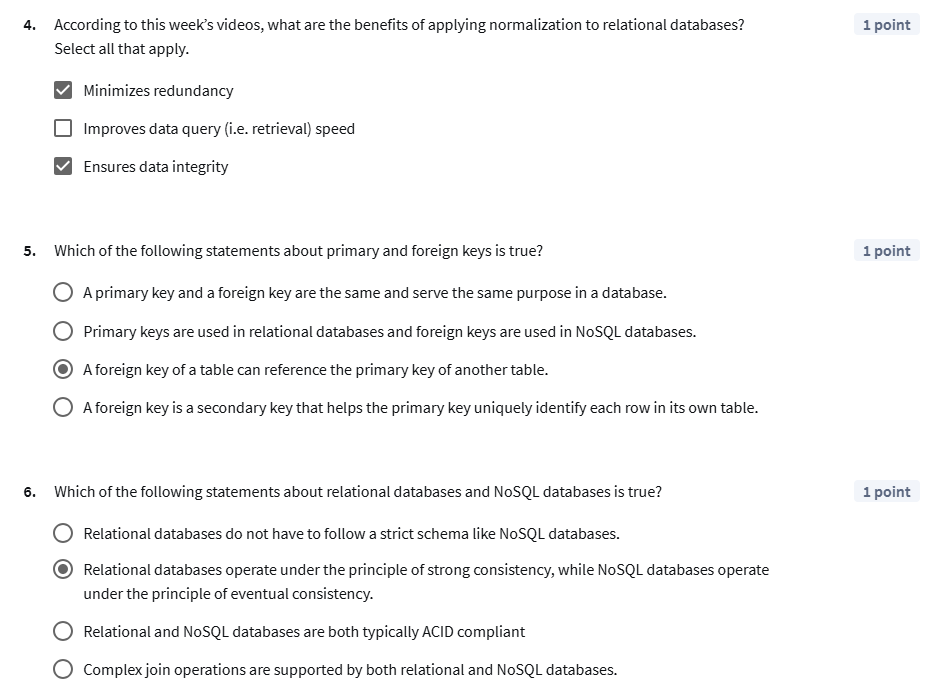 4. According to this week's videos, what are the benefits of applying normalization to relational databases? 1 point
Select all that apply.
Minimizes redundancy
Improves data query (i.e. retrieval) speed
Ensures data integrity
5. Which of the following statements about primary and foreign keys is true? 1 point
A primary key and a foreign key are the same and serve the same purpose in a database.
Primary keys are used in relational databases and foreign keys are used in NoSQL databases.
A foreign key of a table can reference the primary key of another table.
A foreign key is a secondary key that helps the primary key uniquely identify each row in its own table.
6. Which of the following statements about relational databases and NoSQL databases is true? 1 point
Relational databases do not have to follow a strict schema like NoSQL databases.
Relational databases operate under the principle of strong consistency, while NoSQL databases operate
under the principle of eventual consistency.
Relational and NoSQL databases are both typically ACID compliant
Complex join operations are supported by both relational and NoSQL databases.